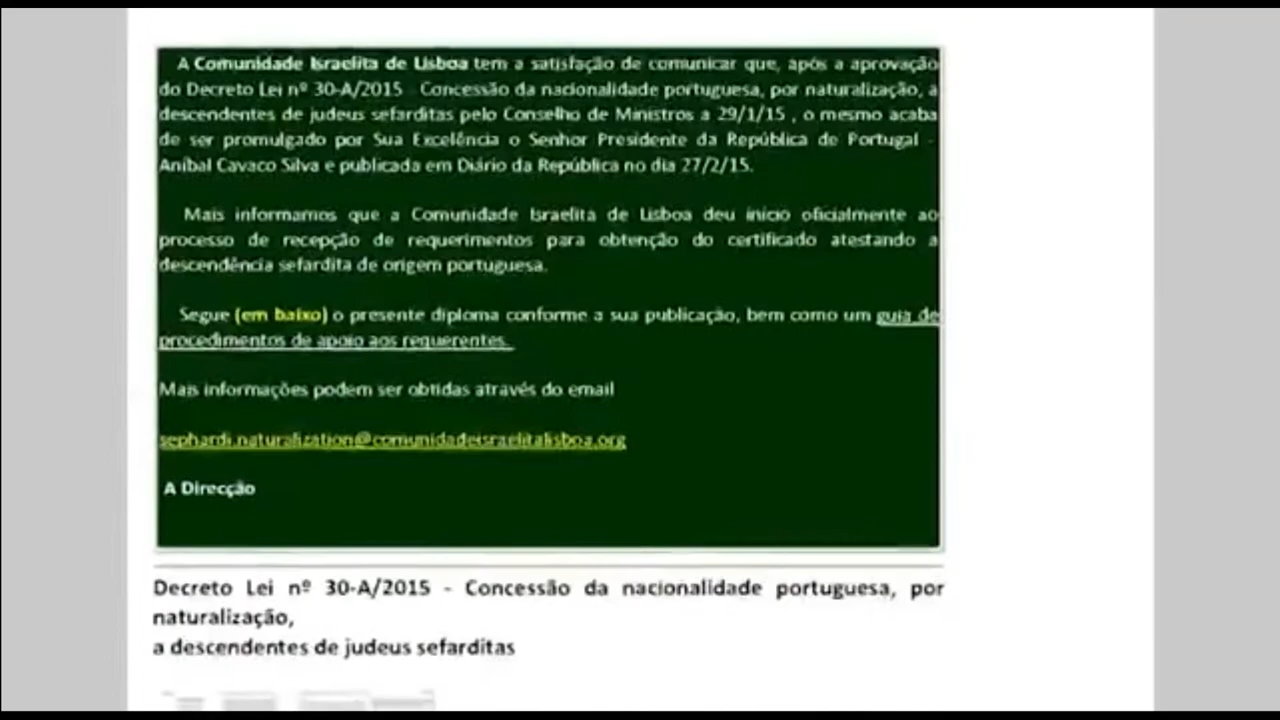 A Comunidade Israelita de Lisboa tem a satisfação de comunicar que, após a aprovação
do Decreto Lei nº 30-A/2015 - Concessão da nacionalidade portuguesa, por naturalização, a
descendentes de judeus sefarditas pelo Conselho de Ministros a 29/1/15 , o mesmo acaba
de ser promulgado por Sua Excelência o Senhor Presidente da República de Portugal -
Aníbal Cavaco Silva e publicada em Diário da República no dia 27/2/15.
Mais informamos que a Comunidade Israelita de Lisboa deu início oficialmente ao
processo de recepção de requerimentos para obtenção do certificado atestando a
descendência sefardita de origem portuguesa.
Segue (em baixo) o presente diploma conforme a sua publicação, bem como um guia de
procedimentos de apoio aos requerentes.
Mais informações podem ser obtidas através do email
sephardi.naturalization@comunidadeisraelitalisboa.org
A Direcção
Decreto Lei nº 30-A/2015 - Concessão da nacionalidade portuguesa, por
naturalização,
a descendentes de judeus sefarditas